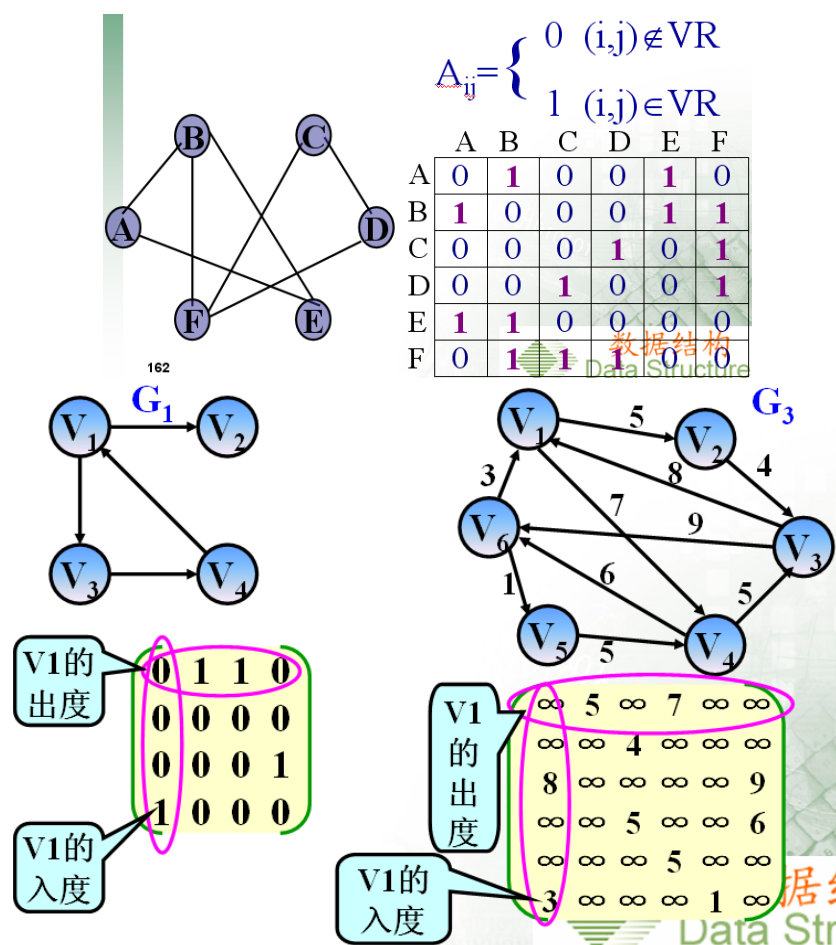 A_ij = { 0 (i,j)∉VR
1 (i,j)∈VR
A B C D E F
A 0 1 0 0 1 0
B 1 0 0 0 1 1
C 0 0 0 1 0 1
D 0 0 1 0 0 1
E 1 1 0 0 0 0
F 0 1 1 1 0 0
B C
A D
F E
数据结构
Data Structure
162
G₁
V₁ V₂
V₃ V₄
V1的
出度
0 1 1 0
0 0 0 0
0 0 0 1
1 0 0 0
V1的
入度
G₃
V₁ 5 V₂
3 8 4
7
V₆ 9 V₃
1 6 5
V₅ 5 V₄
V1
的
出
度
∞ 5 ∞ 7 ∞ ∞
∞ ∞ 4 ∞ ∞ ∞
8 ∞ ∞ ∞ ∞ 9
∞ ∞ 5 ∞ ∞ 6
∞ ∞ ∞ 5 ∞ ∞
3 ∞ ∞ ∞ 1 ∞
V1的
入度
据结
Data Str